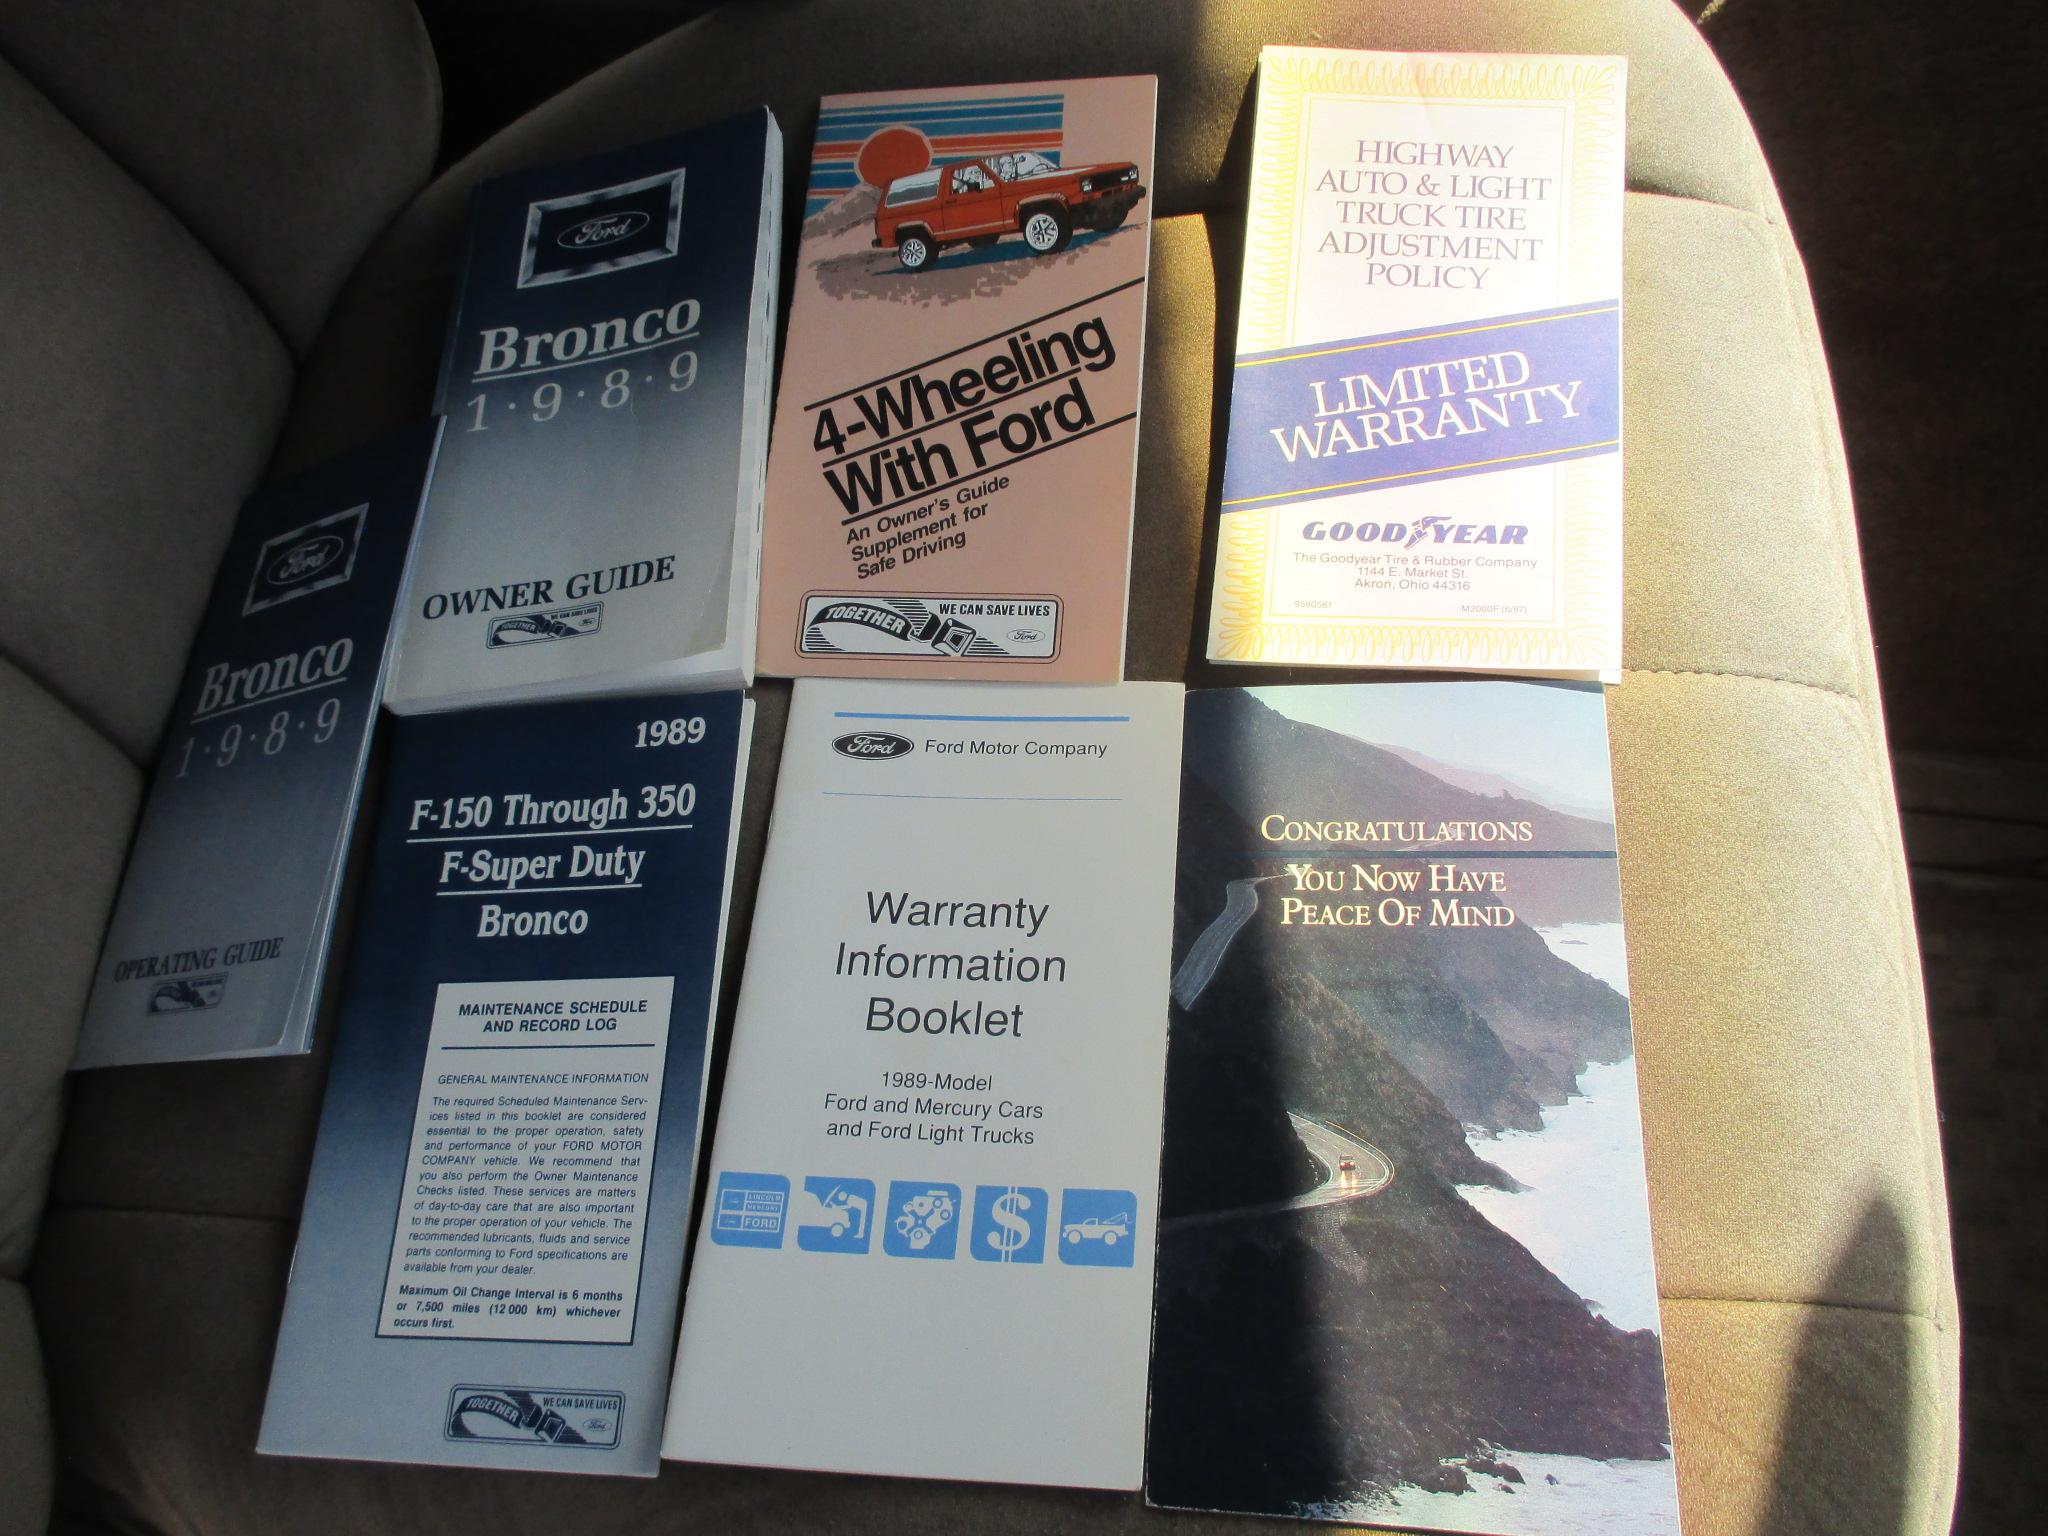 Ford
Bronco
1·9·8·9
OPERATING GUIDE
Ford
Bronco
1·9·8·9
OWNER GUIDE
TOGETHER
WE CAN SAVE LIVES
Ford
4-Wheeling
With Ford
An Owner's Guide
Supplement for
Safe Driving
TOGETHER
WE CAN SAVE LIVES
Ford
HIGHWAY
AUTO & LIGHT
TRUCK TIRE
ADJUSTMENT
POLICY
LIMITED
WARRANTY
GOODYEAR
The Goodyear Tire & Rubber Company
1144 E. Market St.
Akron, Ohio 44316
9590581
M2000F (6/87)
1989
F-150 Through 350
F-Super Duty
Bronco
MAINTENANCE SCHEDULE
AND RECORD LOG
GENERAL MAINTENANCE INFORMATION
The required Scheduled Maintenance Serv-
ices listed in this booklet are considered
essential to the proper operation, safety
and performance of your FORD MOTOR
COMPANY vehicle. We recommend that
you also perform the Owner Maintenance
Checks listed. These services are matters
of day-to-day care that are also important
to the proper operation of your vehicle. The
recommended lubricants, fluids and service
parts conforming to Ford specifications are
available from your dealer.
Maximum Oil Change Interval is 6 months
or 7,500 miles (12 000 km) whichever
occurs first.
TOGETHER
WE CAN SAVE LIVES
Ford
Ford
Ford Motor Company
Warranty
Information
Booklet
1989-Model
Ford and Mercury Cars
and Ford Light Trucks
LINCOLN
MERCURY
FORD
$
CONGRATULATIONS
YOU NOW HAVE
PEACE OF MIND